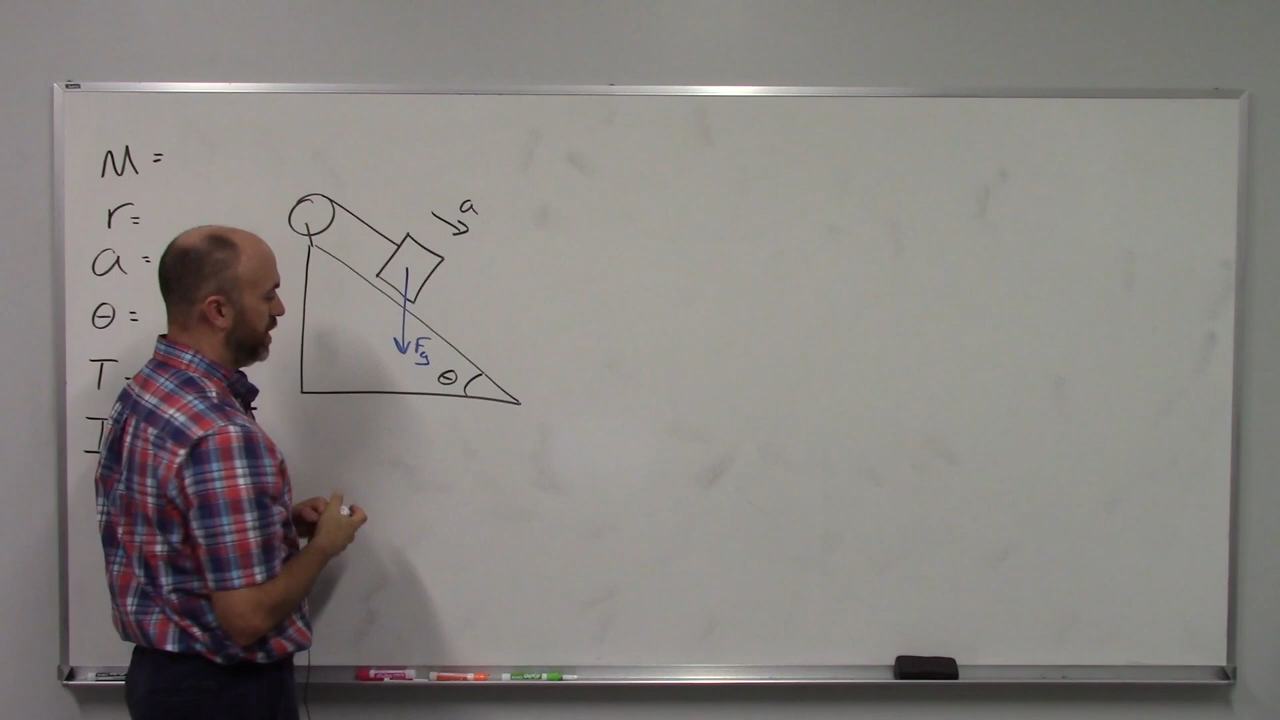 M =
r =
a =
θ =
T
I
a
Fg
θ